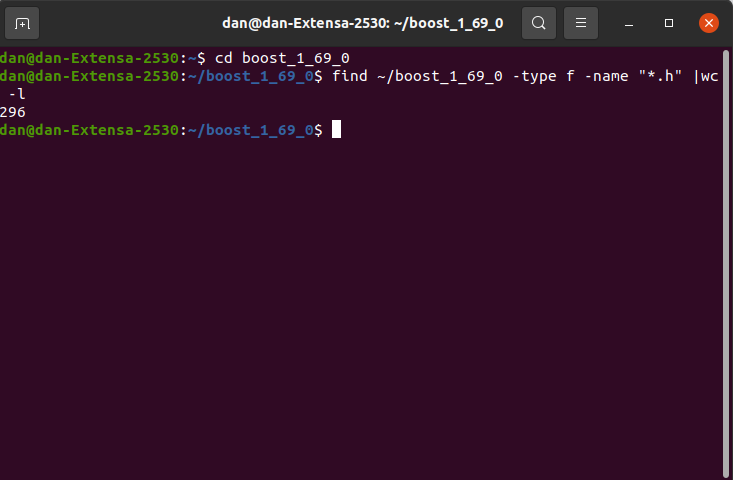 dan@dan-Extensa-2530: ~/boost_1_69_0
dan@dan-Extensa-2530:~$ cd boost_1_69_0
dan@dan-Extensa-2530:~/boost_1_69_0$ find ~/boost_1_69_0 -type f -name "*.h" |wc
 -l
296
dan@dan-Extensa-2530:~/boost_1_69_0$